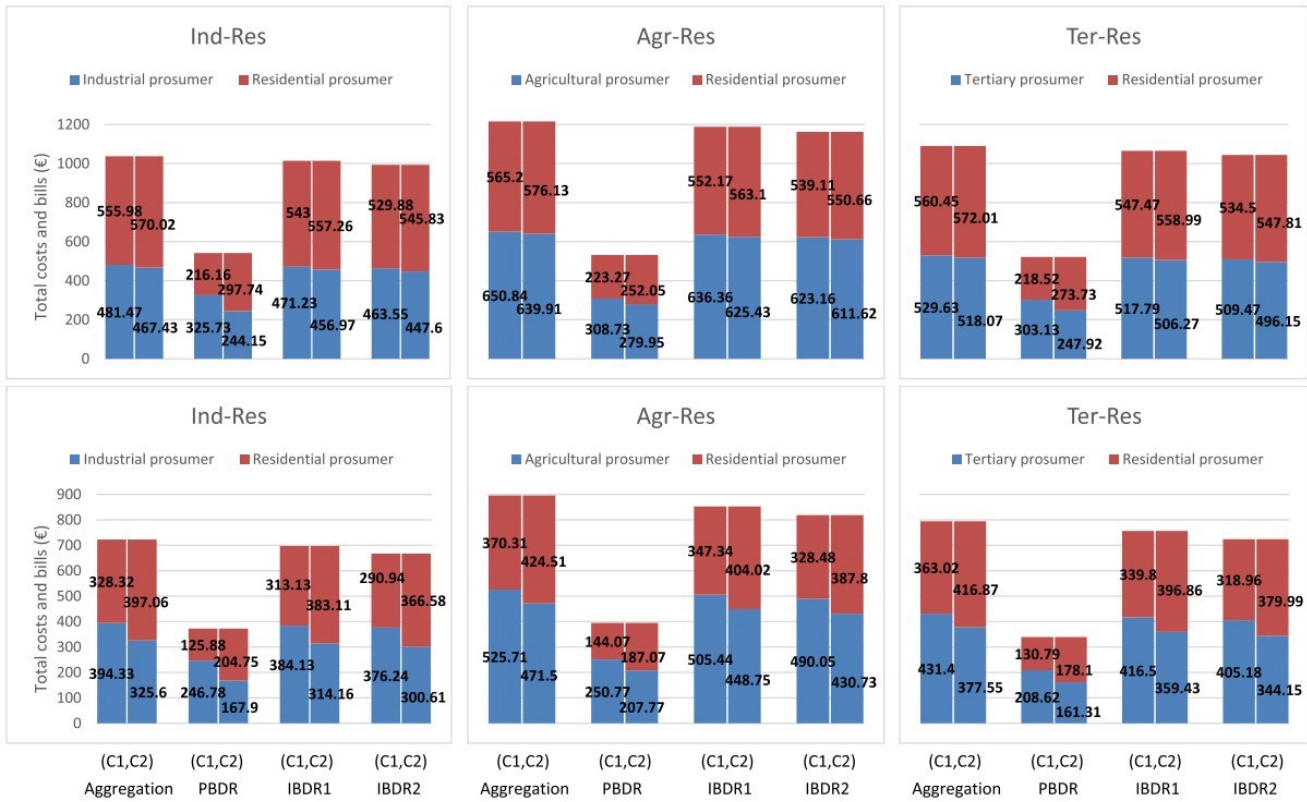 Ind-Res
Industrial prosumer Residential prosumer
Total costs and bills (€)
1200
1000
800
600
400
200
0
555.98 570.02 216.16 297.74 543 557.26 529.88 545.83
481.47 467.43 325.73 244.15 471.23 456.97 463.55 447.6
Agr-Res
Agricultural prosumer Residential prosumer
565.2 576.13 223.27 252.05 552.17 563.1 539.11 550.66
650.84 639.91 308.73 279.95 636.36 625.43 623.16 611.62
Ter-Res
Tertiary prosumer Residential prosumer
560.45 572.01 218.52 273.73 547.47 558.99 534.5 547.81
529.63 518.07 303.13 247.92 517.79 506.27 509.47 496.15
Ind-Res
Industrial prosumer Residential prosumer
Total costs and bills (€)
900
800
700
600
500
400
300
200
100
0
328.32 397.06 125.88 204.75 313.13 383.11 290.94 366.58
394.33 325.6 246.78 167.9 384.13 314.16 376.24 300.61
Agr-Res
Agricultural prosumer Residential prosumer
370.31 424.51 144.07 187.07 347.34 404.02 328.48 387.8
525.71 471.5 250.77 207.77 505.44 448.75 490.05 430.73
Ter-Res
Tertiary prosumer Residential prosumer
363.02 416.87 130.79 178.1 339.8 396.86 318.96 379.99
431.4 377.55 208.62 161.31 416.5 359.43 405.18 344.15
(C1,C2) (C1,C2) (C1,C2) (C1,C2)
Aggregation PBDR IBDR1 IBDR2
(C1,C2) (C1,C2) (C1,C2) (C1,C2)
Aggregation PBDR IBDR1 IBDR2
(C1,C2) (C1,C2) (C1,C2) (C1,C2)
Aggregation PBDR IBDR1 IBDR2